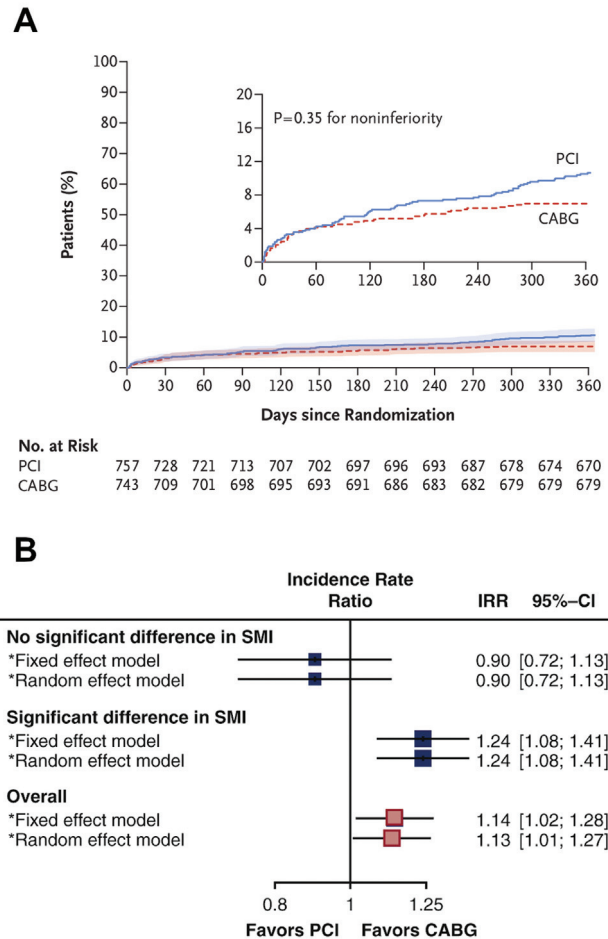 A
Patients (%)
100
90
80
70
60
50
40
30
20
10
0
20
16
12
8
4
0
P=0.35 for noninferiority
PCI
CABG
0 60 120 180 240 300 360
0 30 60 90 120 150 180 210 240 270 300 330 360
Days since Randomization
No. at Risk
PCI 757 728 721 713 707 702 697 696 693 687 678 674 670
CABG 743 709 701 698 695 693 691 686 683 682 679 679 679
B
Incidence Rate
Ratio IRR 95%–CI
No significant difference in SMI
*Fixed effect model 0.90 [0.72; 1.13]
*Random effect model 0.90 [0.72; 1.13]
Significant difference in SMI
*Fixed effect model 1.24 [1.08; 1.41]
*Random effect model 1.24 [1.08; 1.41]
Overall
*Fixed effect model 1.14 [1.02; 1.28]
*Random effect model 1.13 [1.01; 1.27]
0.8 1 1.25
Favors PCI Favors CABG